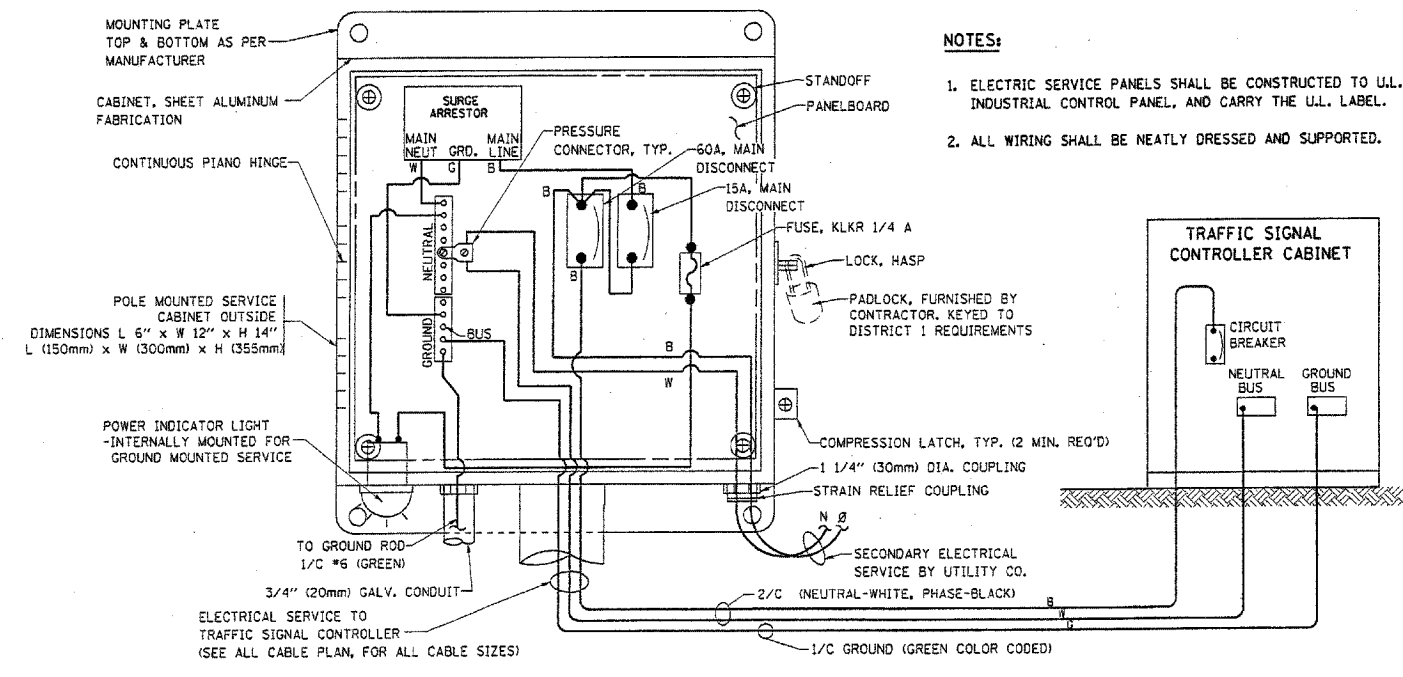 MOUNTING PLATE
TOP & BOTTOM AS PER
MANUFACTURER
CABINET, SHEET ALUMINUM
FABRICATION
CONTINUOUS PIANO HINGE
POLE MOUNTED SERVICE
CABINET OUTSIDE
DIMENSIONS L 6" x W 12" x H 14"
L (150mm) x W (300mm) x H (355mm)
POWER INDICATOR LIGHT
-INTERNALLY MOUNTED FOR
GROUND MOUNTED SERVICE
SURGE
ARRESTOR
MAIN
NEUT
GRD.
MAIN
LINE
W
G
B
NEUTRAL
GROUND
BUS
PRESSURE
CONNECTOR, TYP.
STANDOFF
PANELBOARD
60A, MAIN
DISCONNECT
15A, MAIN
DISCONNECT
FUSE, KLKR 1/4 A
B
B
B
B
W
LOCK, HASP
PADLOCK, FURNISHED BY
CONTRACTOR. KEYED TO
DISTRICT 1 REQUIREMENTS
COMPRESSION LATCH, TYP. (2 MIN. REQ'D)
1 1/4" (30mm) DIA. COUPLING
STRAIN RELIEF COUPLING
N Ø
SECONDARY ELECTRICAL
SERVICE BY UTILITY CO.
TO GROUND ROD
1/C #6 (GREEN)
3/4" (20mm) GALV. CONDUIT
ELECTRICAL SERVICE TO
TRAFFIC SIGNAL CONTROLLER
(SEE ALL CABLE PLAN, FOR ALL CABLE SIZES)
2/C (NEUTRAL-WHITE, PHASE-BLACK)
B
W
G
1/C GROUND (GREEN COLOR CODED)
NOTES:
1. ELECTRIC SERVICE PANELS SHALL BE CONSTRUCTED TO U.L.
INDUSTRIAL CONTROL PANEL, AND CARRY THE U.L. LABEL.
2. ALL WIRING SHALL BE NEATLY DRESSED AND SUPPORTED.
TRAFFIC SIGNAL
CONTROLLER CABINET
CIRCUIT
BREAKER
NEUTRAL
BUS
GROUND
BUS